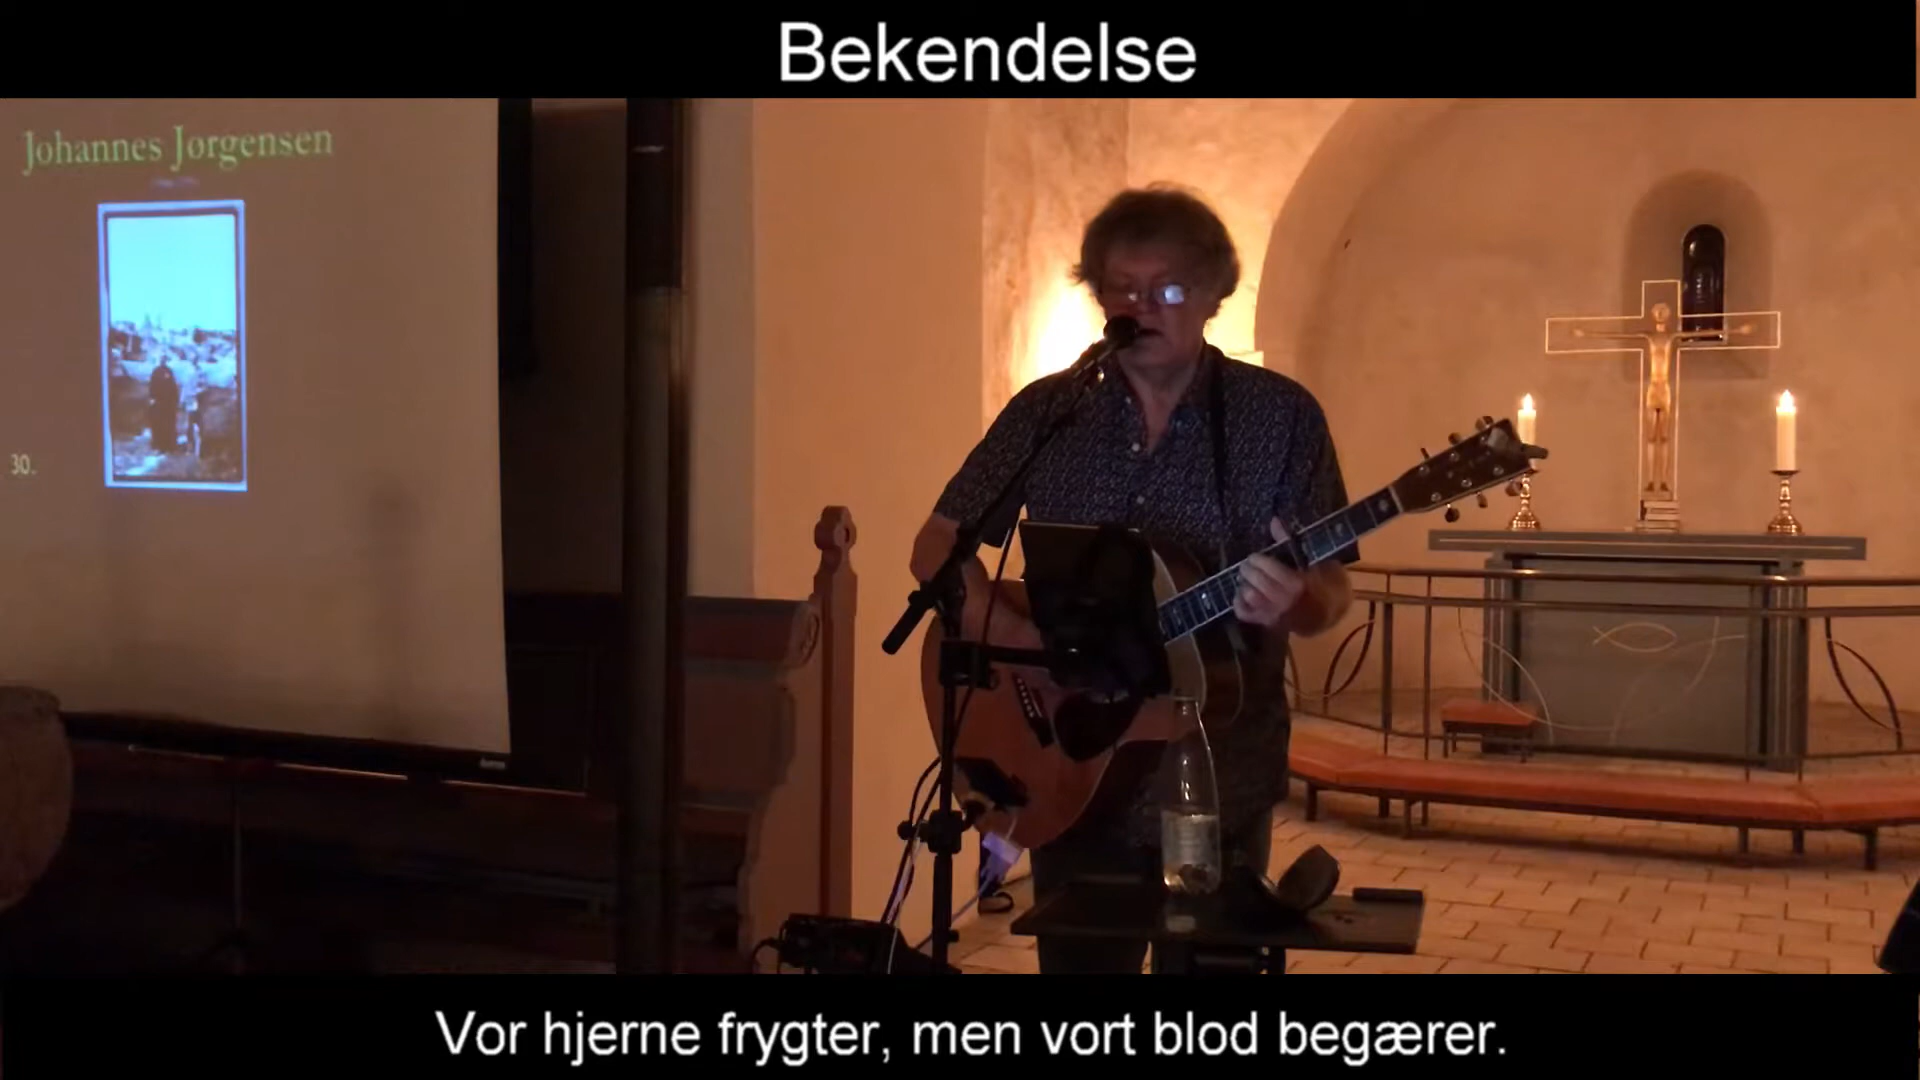 Bekendelse
Johannes Jørgensen
30.
Vor hjerne frygter, men vort blod begærer.